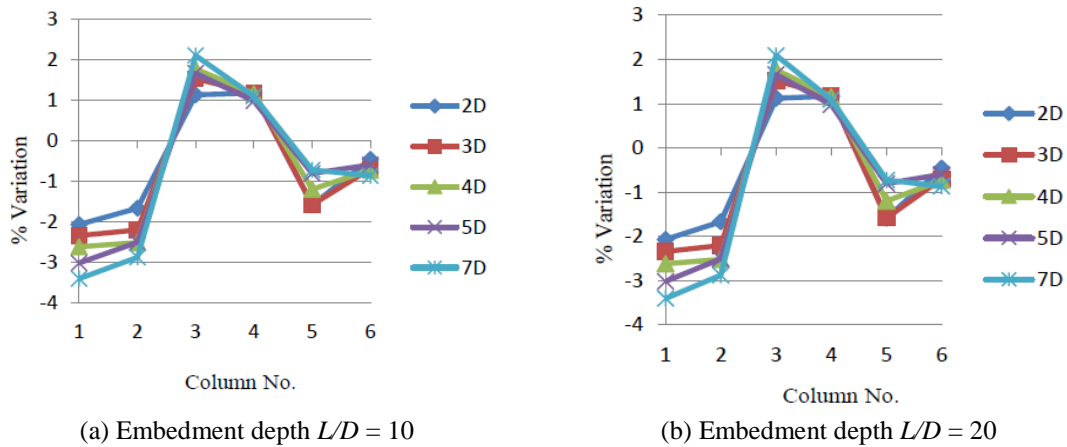 3
2
1
0
-1
-2
-3
-4
% Variation
1 2 3 4 5 6
Column No.
2D
3D
4D
5D
7D
(a) Embedment depth L/D = 10
3
2
1
0
-1
-2
-3
-4
% Variation
1 2 3 4 5 6
Column No.
2D
3D
4D
5D
7D
(b) Embedment depth L/D = 20